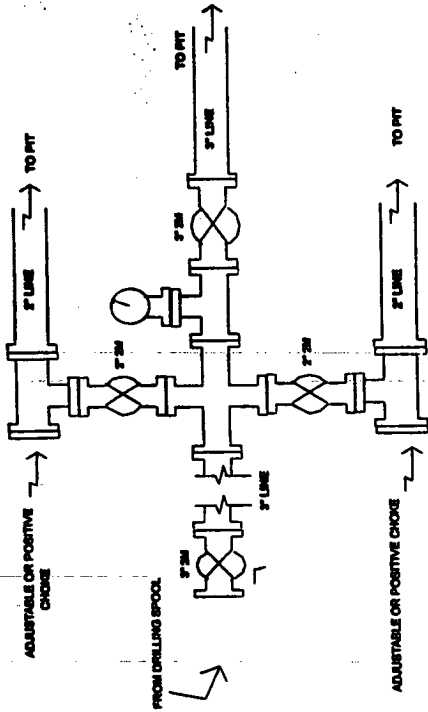 TO PIT
2" LINE
ADJUSTABLE OR POSITIVE
CHOKE
2" 2M
TO PIT
3" LINE
3" 2M
3" LINE
3" 2M
FROM DRILLING SPOOL
2" 2M
TO PIT
2" LINE
ADJUSTABLE OR POSITIVE CHOKE